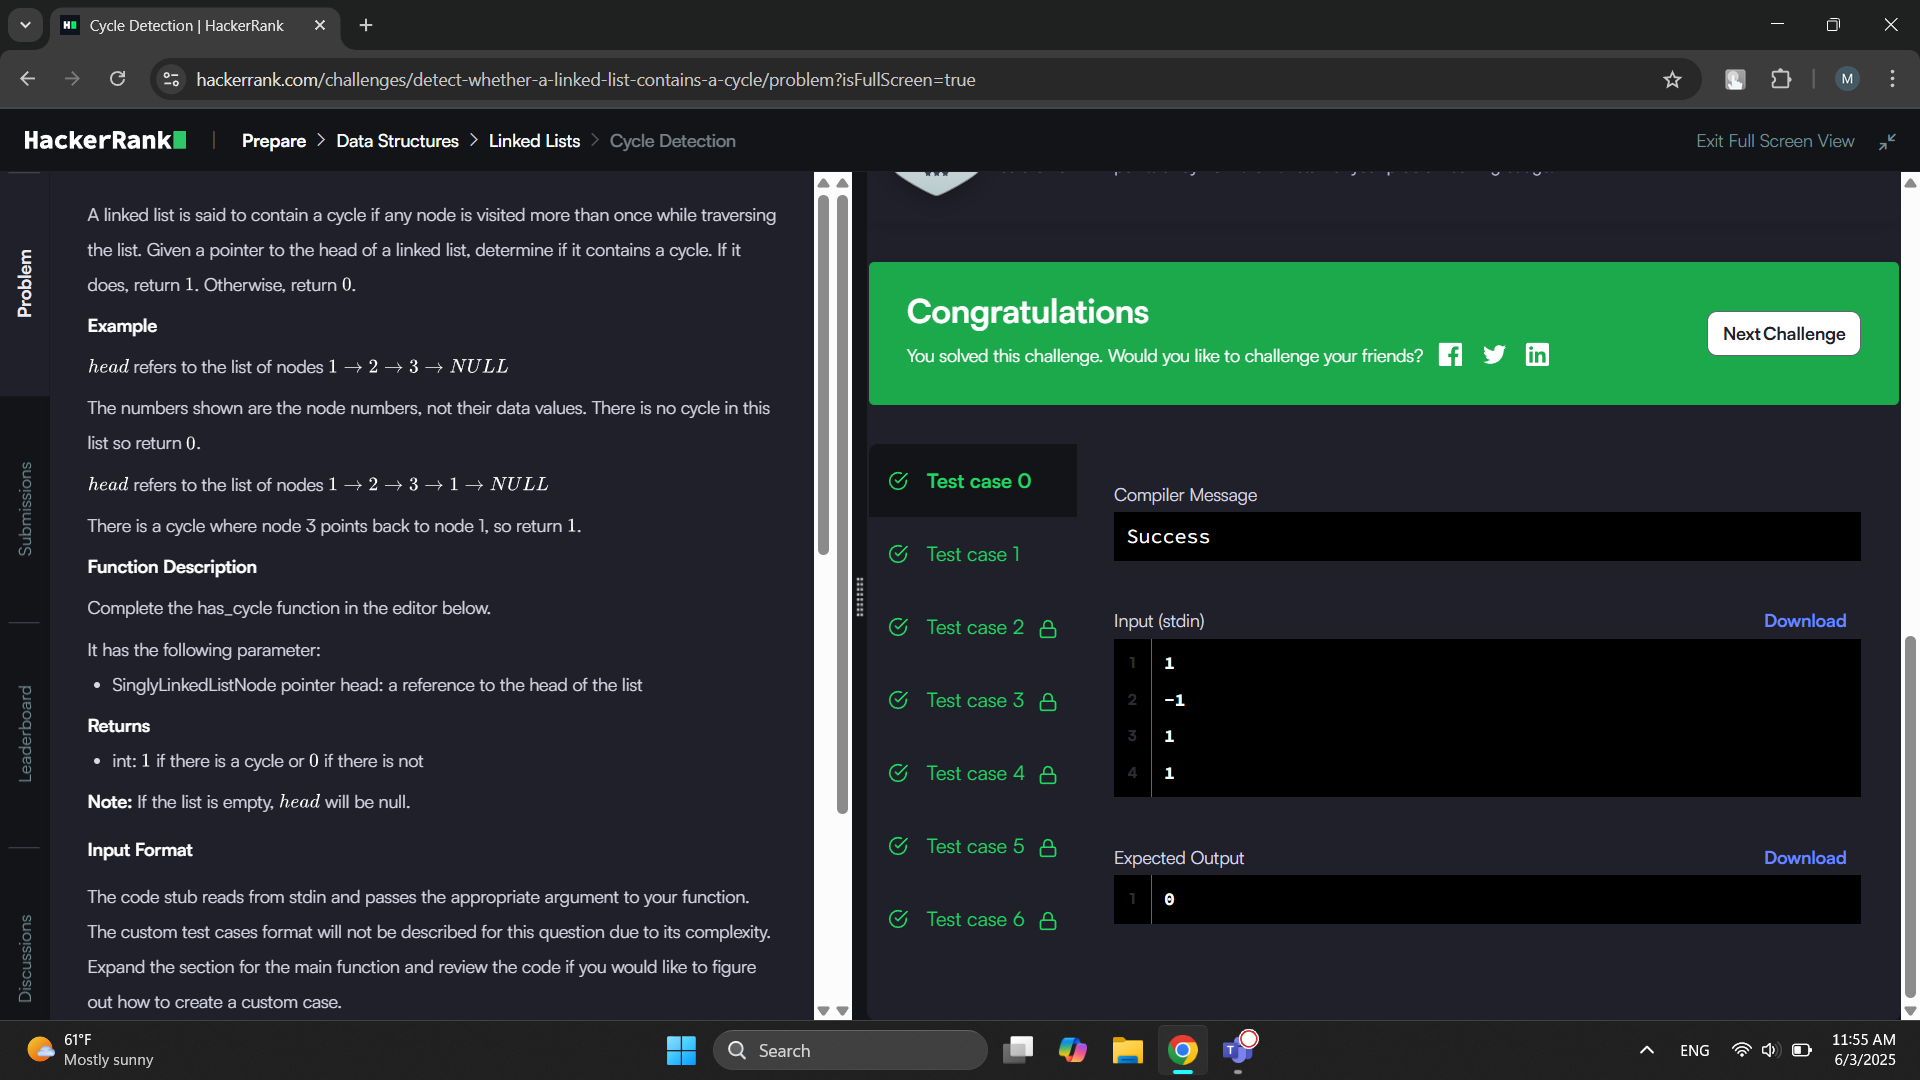 Cycle Detection | HackerRank
hackerrank.com/challenges/detect-whether-a-linked-list-contains-a-cycle/problem?isFullScreen=true
M
HackerRank
Prepare > Data Structures > Linked Lists > Cycle Detection
Exit Full Screen View
Problem
Submissions
Leaderboard
Discussions
A linked list is said to contain a cycle if any node is visited more than once while traversing
the list. Given a pointer to the head of a linked list, determine if it contains a cycle. If it
does, return 1. Otherwise, return 0.
Example
head refers to the list of nodes 1 → 2 → 3 → NULL
The numbers shown are the node numbers, not their data values. There is no cycle in this
list so return 0.
head refers to the list of nodes 1 → 2 → 3 → 1 → NULL
There is a cycle where node 3 points back to node 1, so return 1.
Function Description
Complete the has_cycle function in the editor below.
It has the following parameter:
• SinglyLinkedListNode pointer head: a reference to the head of the list
Returns
• int: 1 if there is a cycle or 0 if there is not
Note: If the list is empty, head will be null.
Input Format
The code stub reads from stdin and passes the appropriate argument to your function.
The custom test cases format will not be described for this question due to its complexity.
Expand the section for the main function and review the code if you would like to figure
out how to create a custom case.
Congratulations
You solved this challenge. Would you like to challenge your friends?
Next Challenge
Test case 0
Test case 1
Test case 2
Test case 3
Test case 4
Test case 5
Test case 6
Compiler Message
Success
Input (stdin)
Download
1 1
2 -1
3 1
4 1
Expected Output
Download
1 0
61°F
Mostly sunny
Search
ENG
11:55 AM
6/3/2025